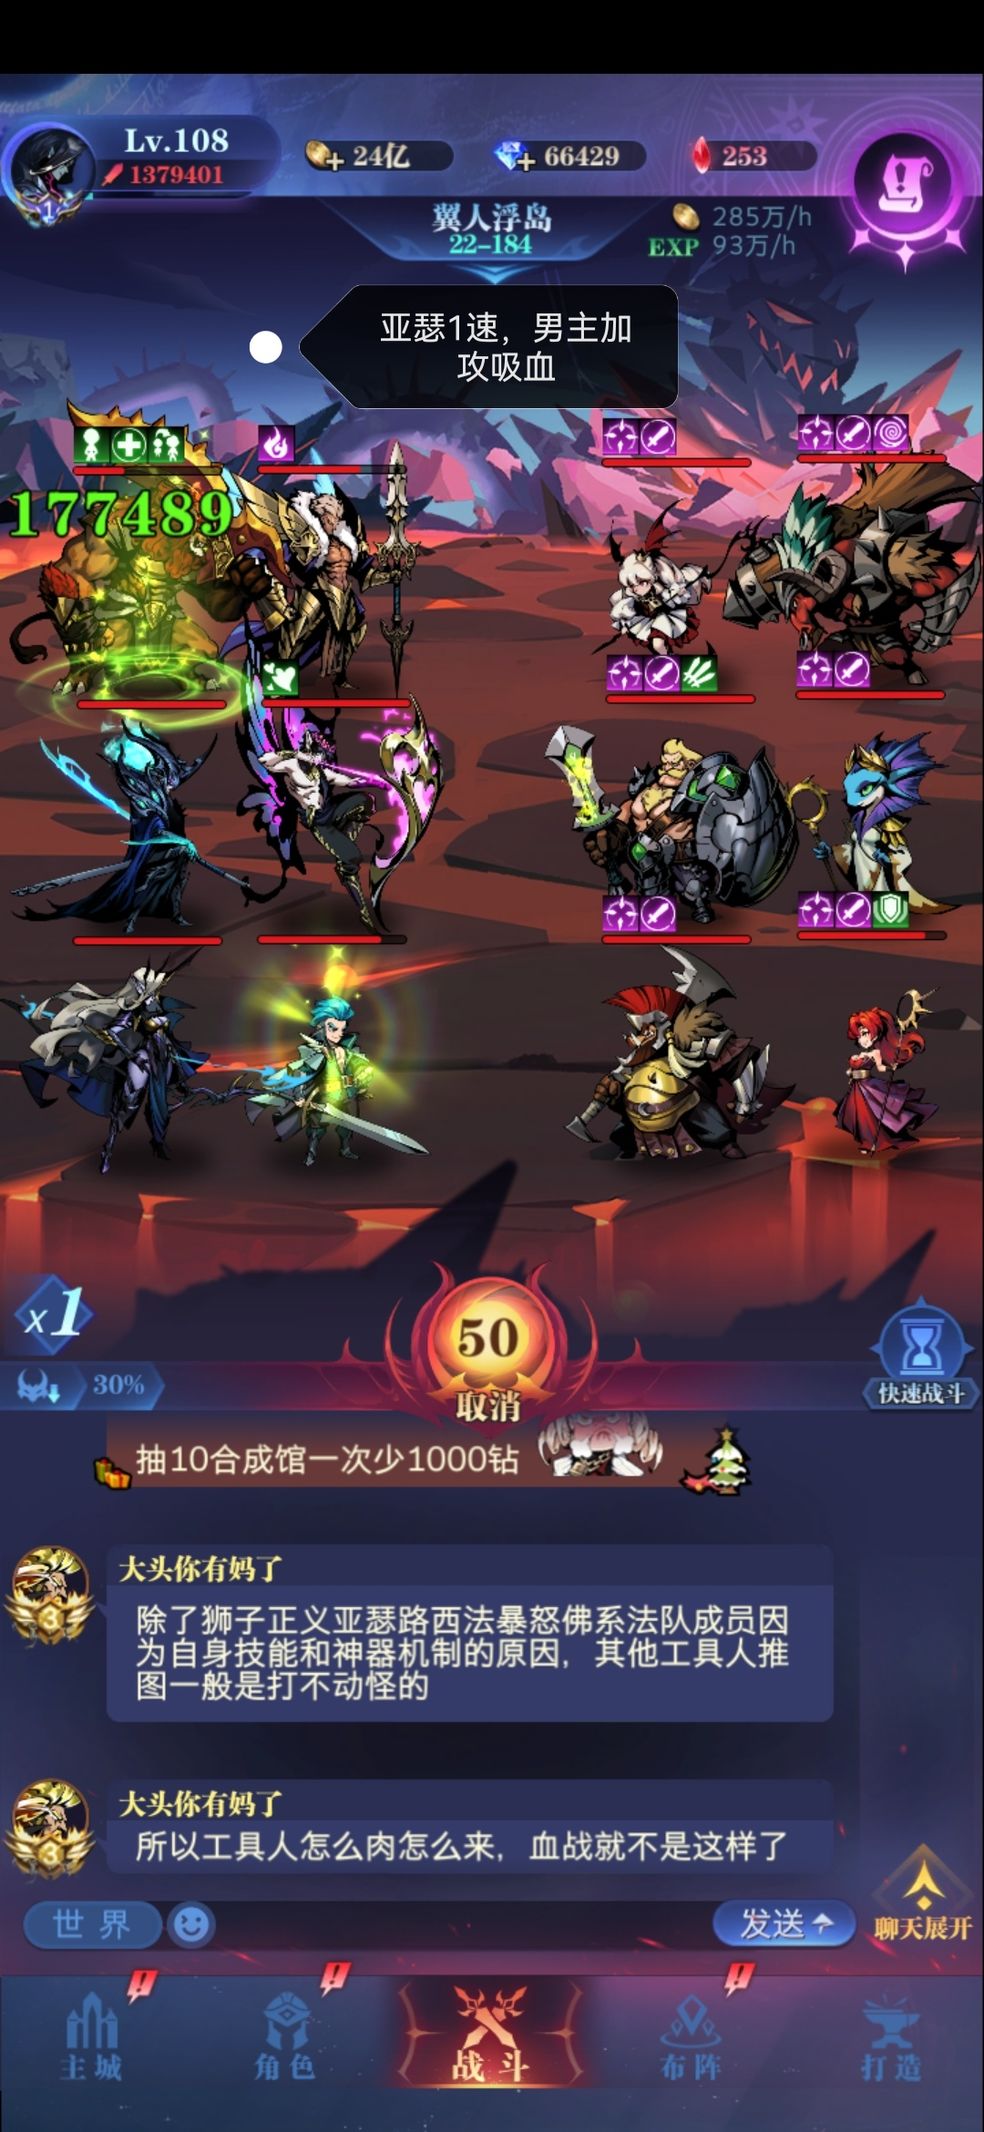 Lv.108
1379401
1
24亿
66429
253
翼人浮岛
22-184
285万/h
EXP 93万/h
亚瑟1速，男主加
攻吸血
177489
x1
50
取消
30%
快速战斗
抽10合成馆一次少1000钻
大头你有妈了
3
除了狮子正义亚瑟路西法暴怒佛系法队成员因
为自身技能和神器机制的原因，其他工具人推
图一般是打不动怪的
大头你有妈了
3
所以工具人怎么肉怎么来，血战就不是这样了
世界
发送
聊天展开
主城
角色
战斗
布阵
打造